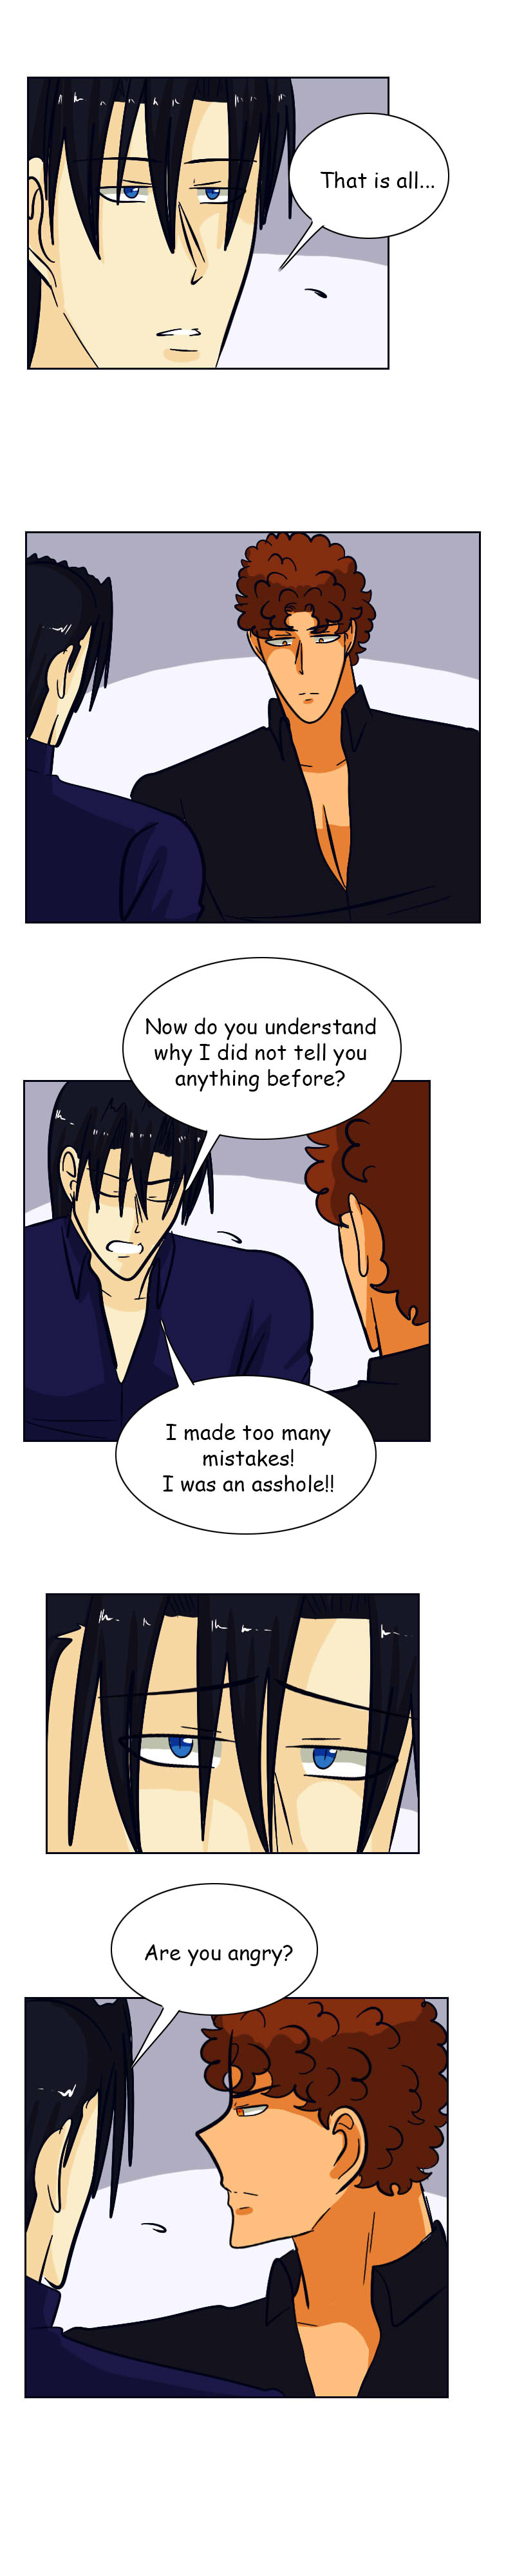 That is all...
Now do you understand
why I did not tell you
anything before?
I made too many
mistakes!
I was an asshole!!
Are you angry?